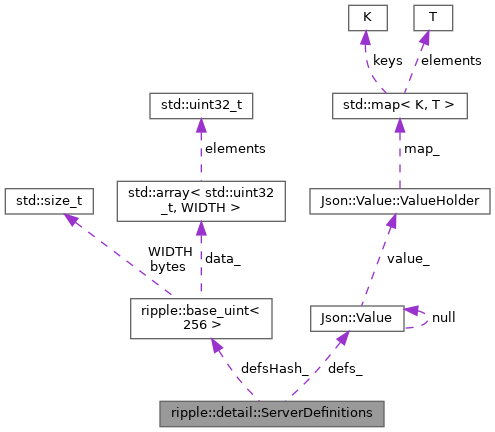 K
T
keys
elements
std::uint32_t
std::map< K, T >
elements
map_
std::size_t
std::array< std::uint32
_t, WIDTH >
Json::Value::ValueHolder
WIDTH
bytes
data_
value_
ripple::base_uint<
256 >
Json::Value
null
defsHash_
defs_
ripple::detail::ServerDefinitions